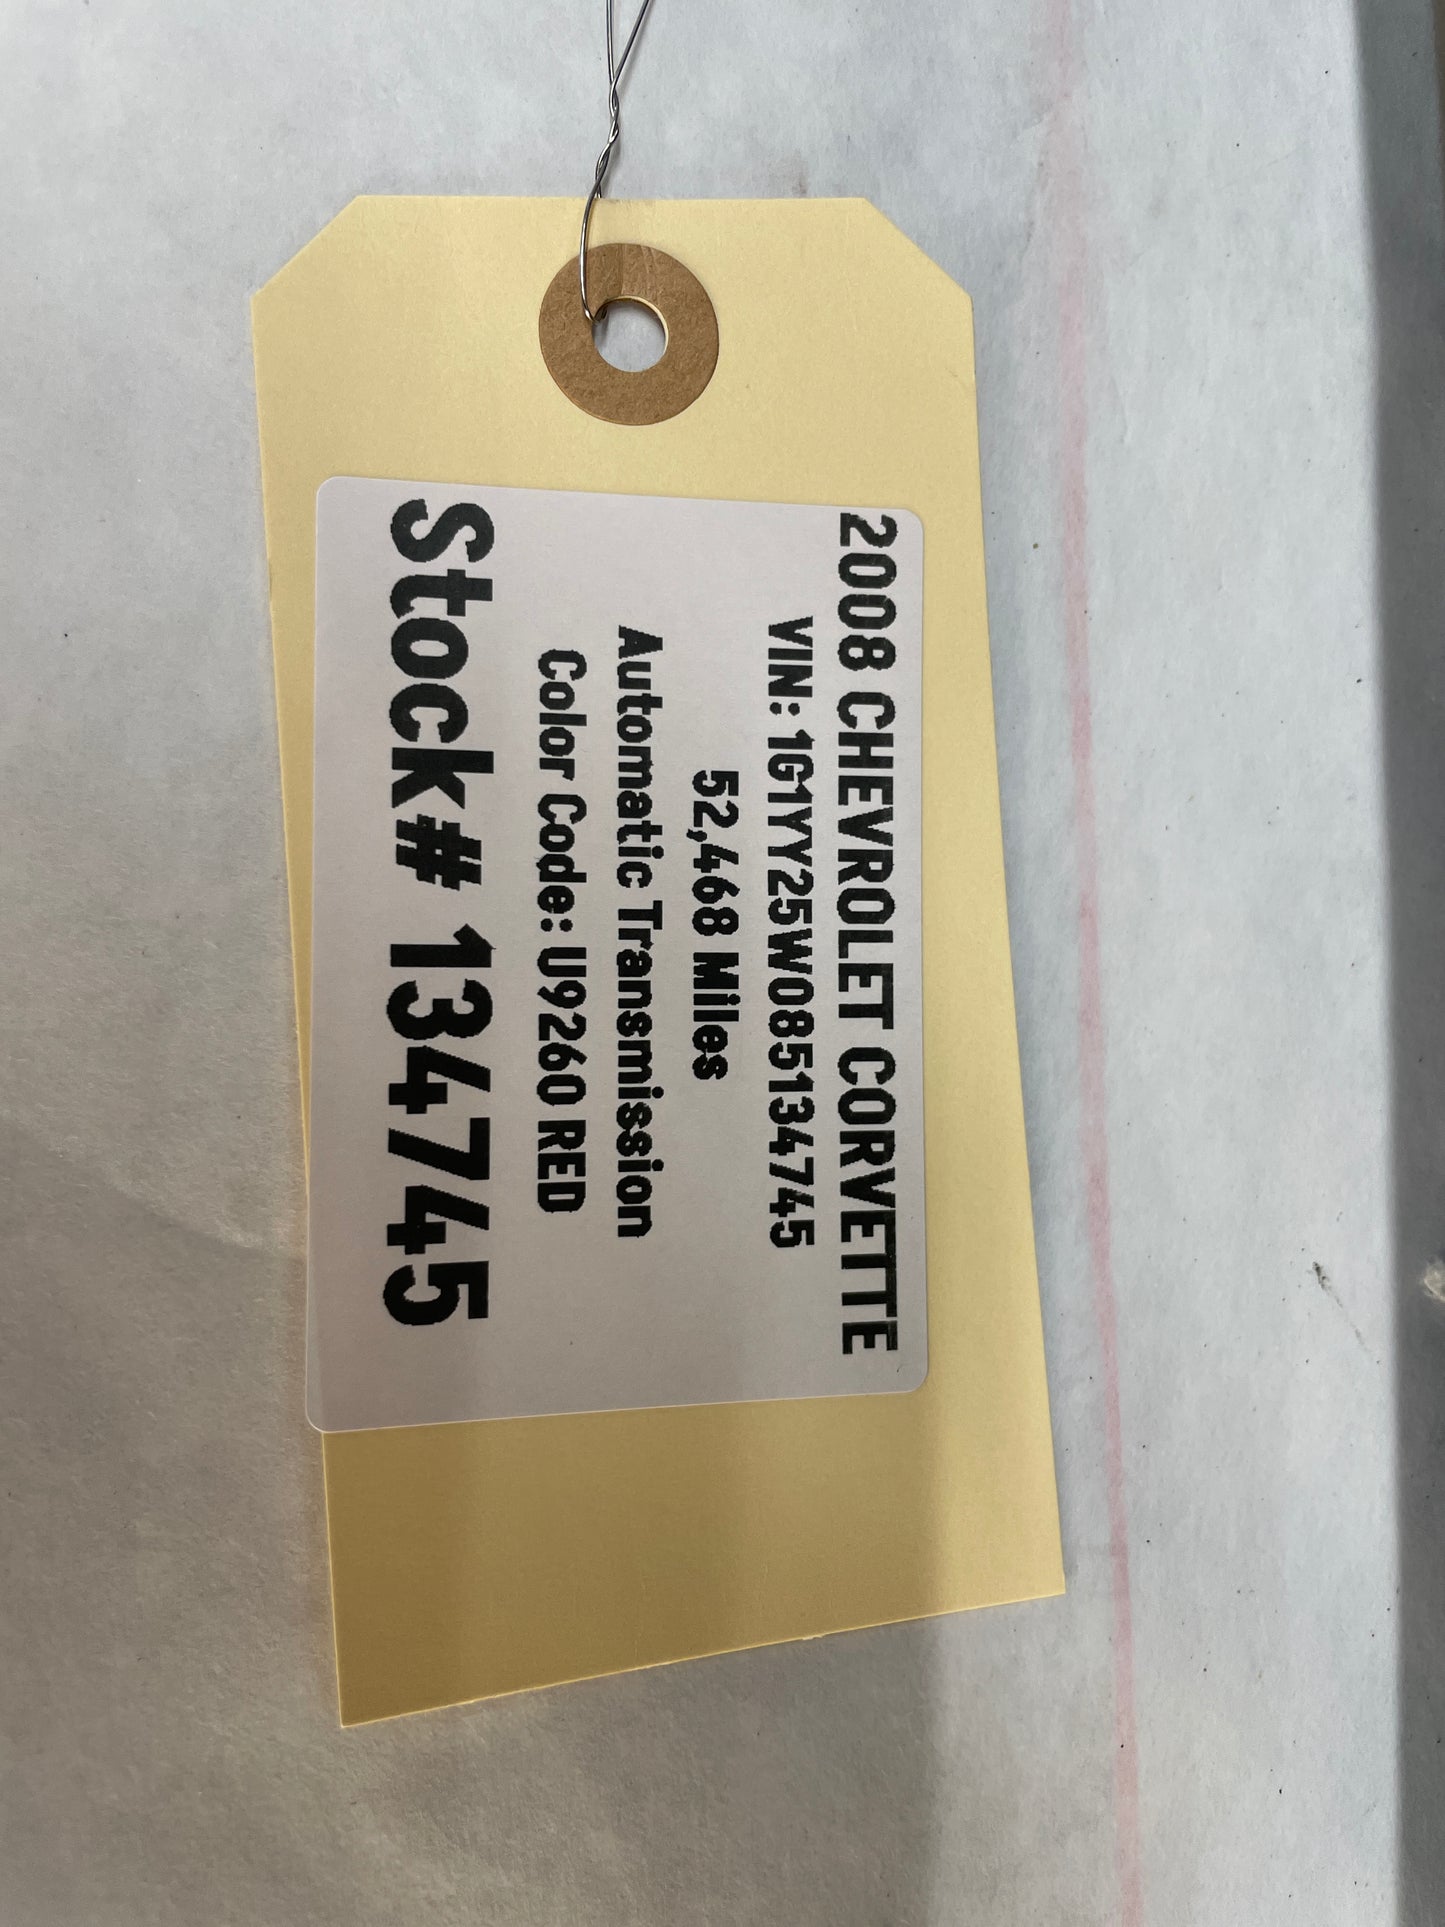 2008 CHEVROLET CORVETTE
VIN: 1G1YY25W085134745
52,468 Miles
Automatic Transmission
Color Code: U9260 RED
Stock# 134745